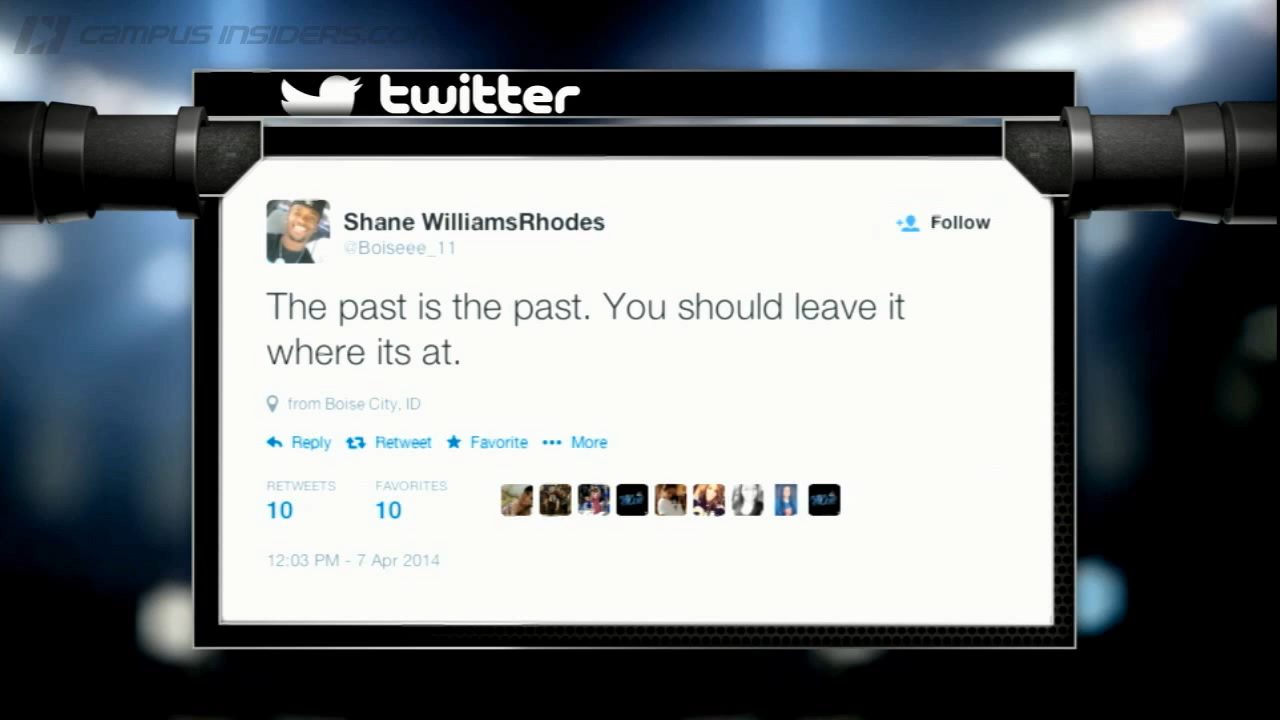 CAMPUS INSIDERS.COM
twitter
Shane WilliamsRhodes
@Boiseee_11
Follow
The past is the past. You should leave it
where its at.
from Boise City, ID
Reply Retweet Favorite ••• More
RETWEETS FAVORITES
10 10
12:03 PM - 7 Apr 2014